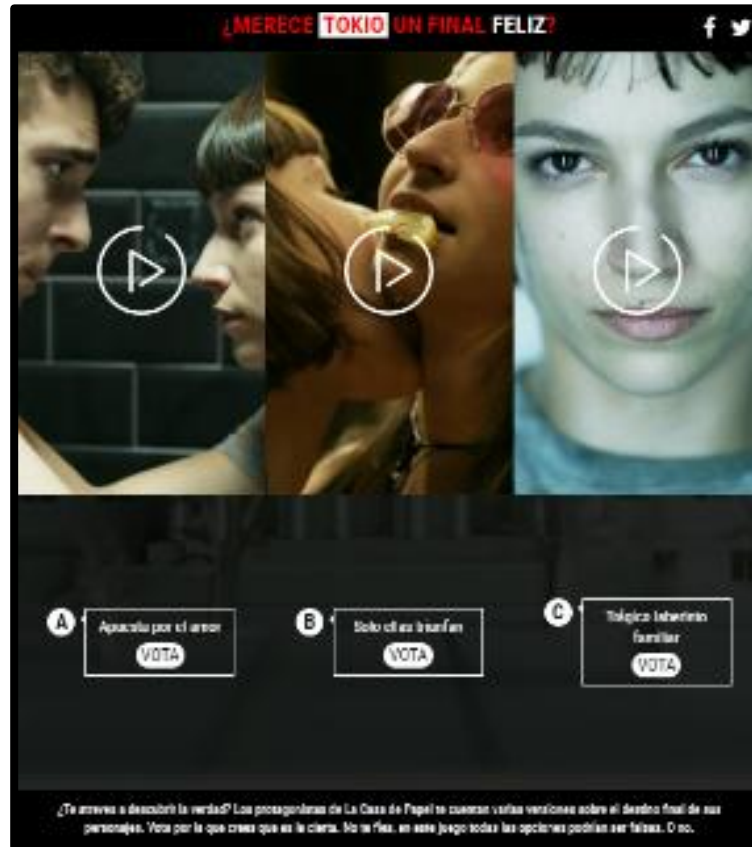 ¿MERECE TOKIO UN FINAL FELIZ?
A
Apuesta por el amor
VOTA
B
Solo ellas triunfan
VOTA
C
Trágico laberinto
familiar
VOTA
¿Te atreves a descubrir la verdad? Los protagonistas de La Casa de Papel te cuentan varias versiones sobre el destino final de sus
personajes. Vota por la que creas que es la cierta. No te fíes, en este juego todas las opciones podrían ser falsas. O no.